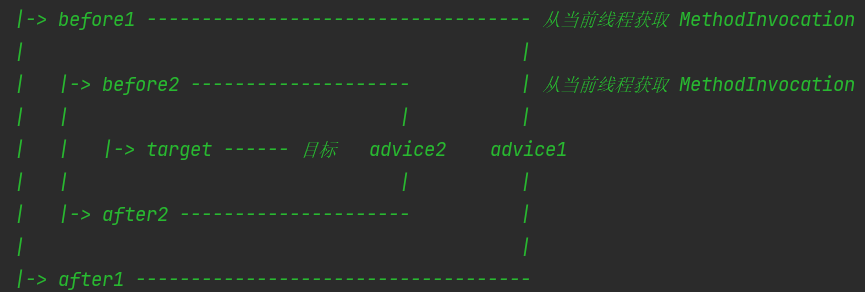 |-> before1 ----------------------------------- 从当前线程获取 MethodInvocation
|                                             |
|   |-> before2 --------------------          | 从当前线程获取 MethodInvocation
|   |                              |          |
|   |   |-> target ------ 目标   advice2    advice1
|   |                              |          |
|   |-> after2 ---------------------          |
|                                             |
|-> after1 ------------------------------------